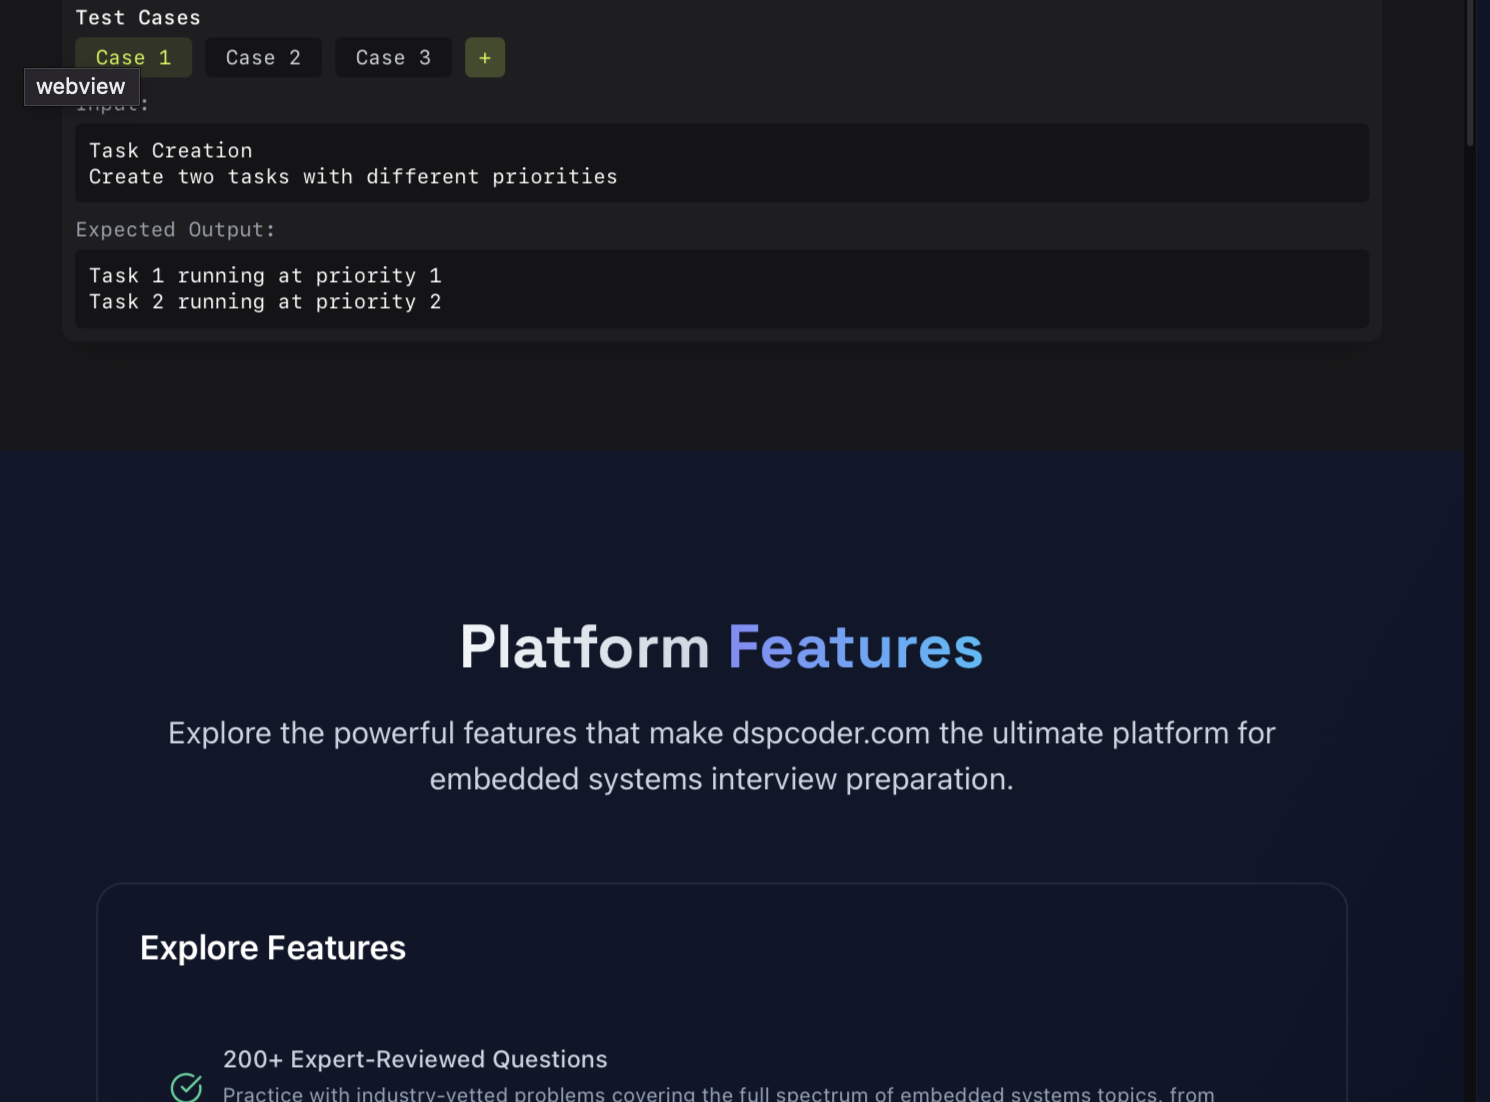 Test Cases
Case 1 Case 2 Case 3 +
webview
Input:
Task Creation
Create two tasks with different priorities
Expected Output:
Task 1 running at priority 1
Task 2 running at priority 2
Platform Features
Explore the powerful features that make dspcoder.com the ultimate platform for
embedded systems interview preparation.
Explore Features
200+ Expert-Reviewed Questions
Practice with industry-vetted problems covering the full spectrum of embedded systems topics, from